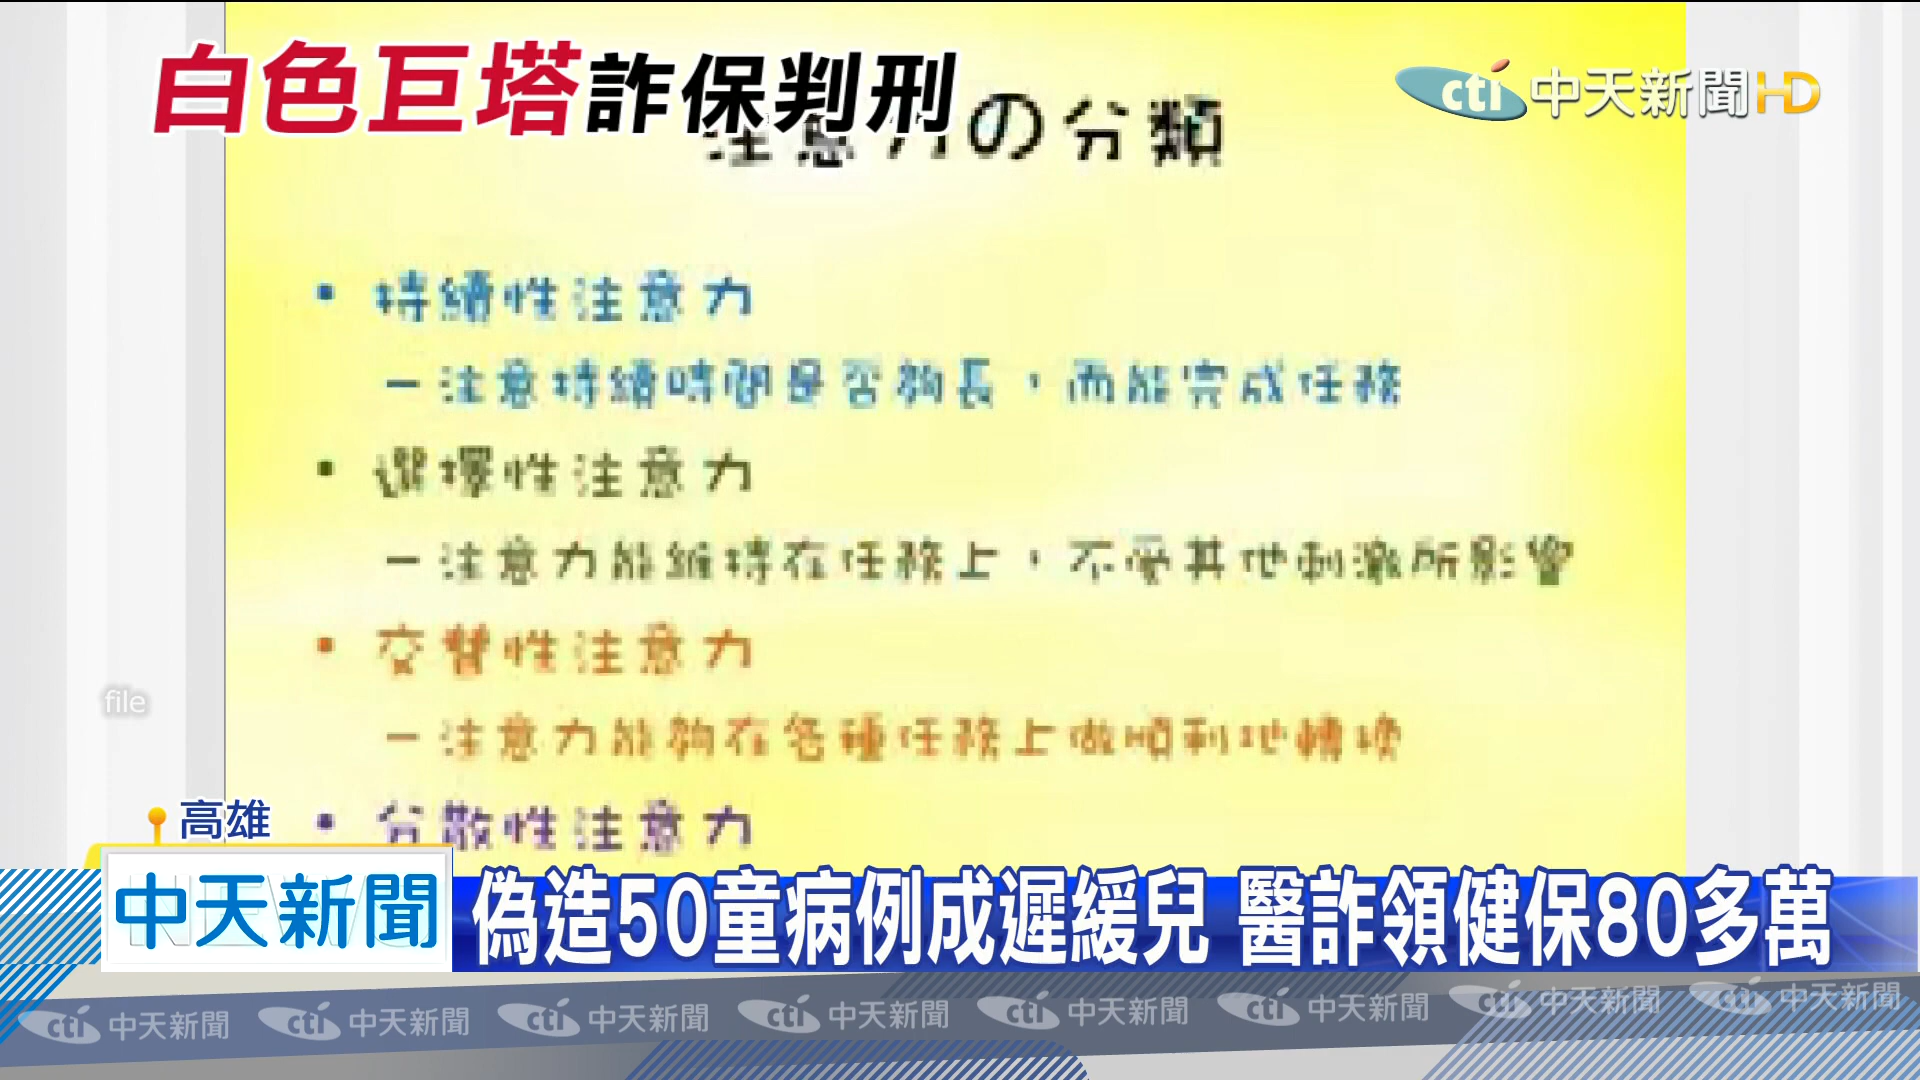 白色巨塔詐保判刑
cti 中天新聞HD
注意力の分類
• 持續性注意力
– 注意持續時間是否夠長，而能完成任務
• 選擇性注意力
– 注意力能維持在任務上，不受其他刺激所影響
• 交替性注意力
– 注意力能夠在各種任務上做順利地轉換
• 分散性注意力
file
高雄
中天新聞
偽造50童病例成遲緩兒 醫詐領健保80多萬
cti 中天新聞 cti 中天新聞 cti 中天新聞 cti 中天新聞 cti 中天新聞 cti 中天新聞 cti 中天新聞 cti 中天新聞